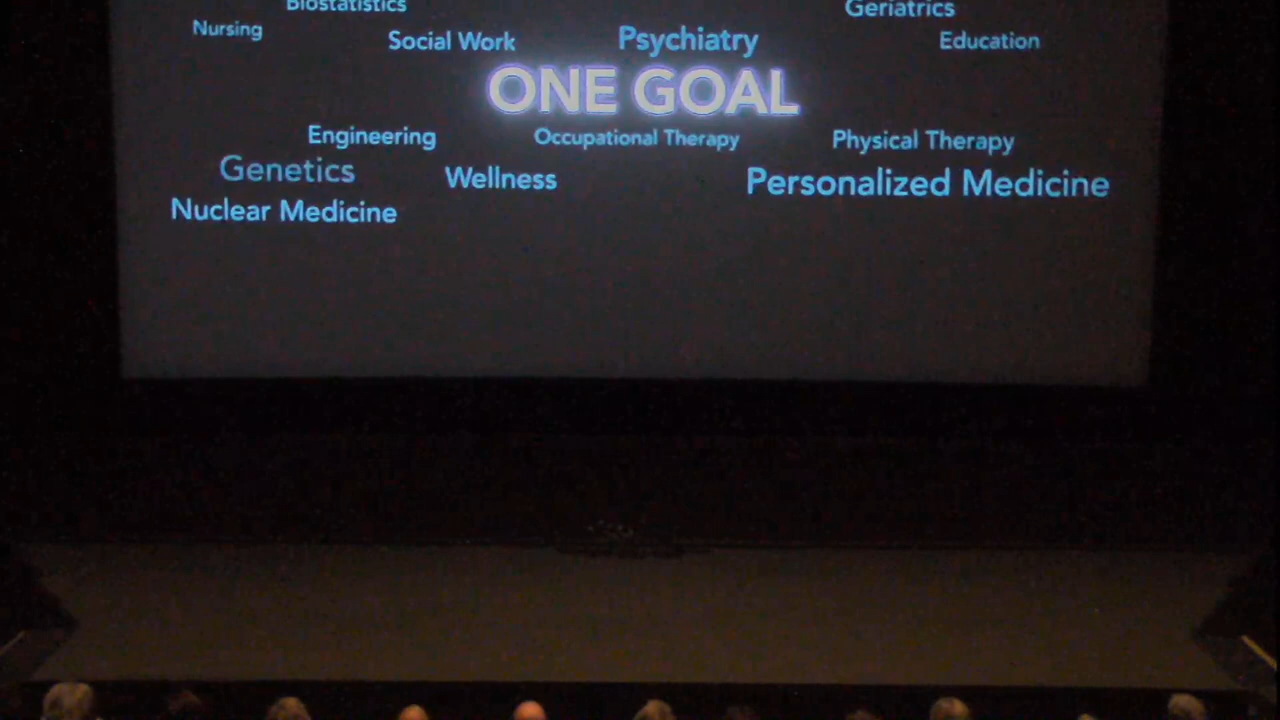 Biostatistics Geriatrics
Nursing Social Work Psychiatry Education
ONE GOAL
Engineering Occupational Therapy Physical Therapy
Genetics Wellness Personalized Medicine
Nuclear Medicine